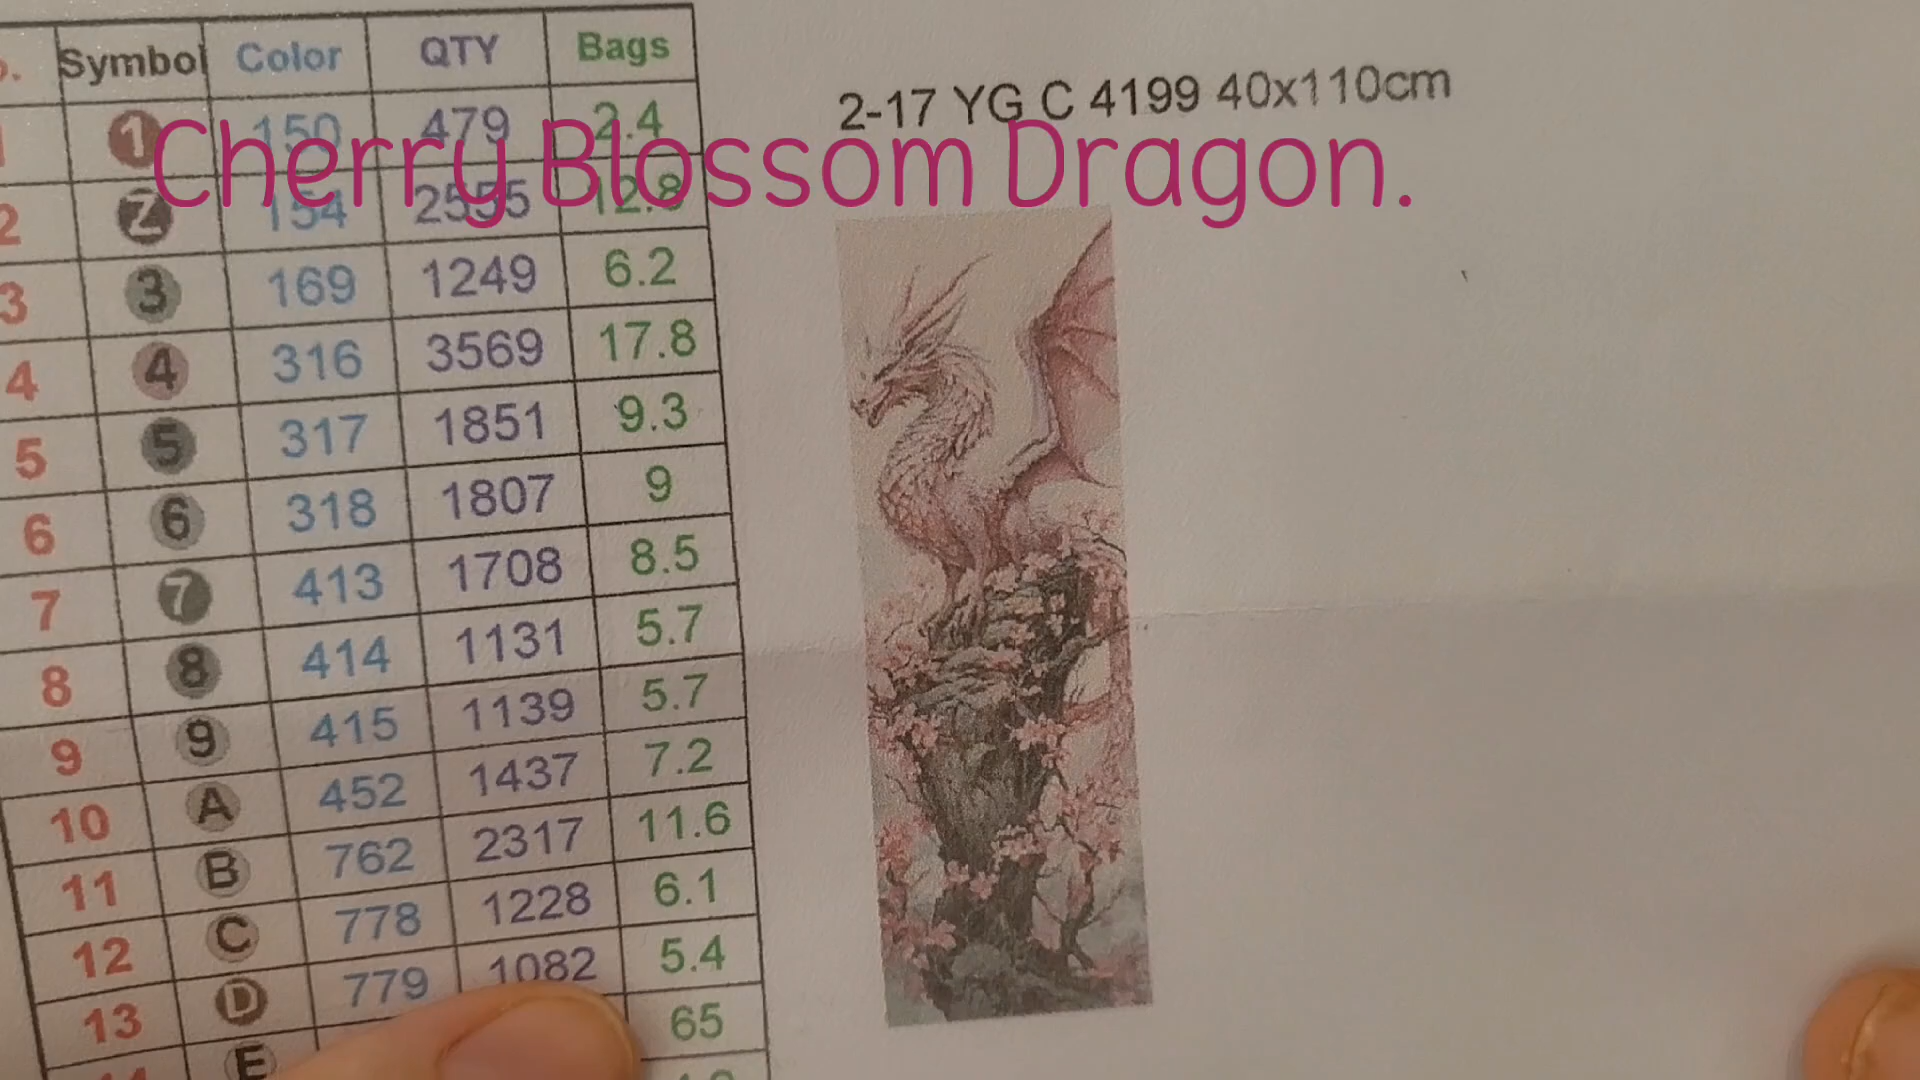 Symbol Color QTY Bags
2-17 YG C 4199 40x110cm
Cherry Blossom Dragon.
1 150 479 2.4
2 2 154 2555 12.8
3 3 169 1249 6.2
4 4 316 3569 17.8
5 5 317 1851 9.3
6 6 318 1807 9
7 7 413 1708 8.5
8 8 414 1131 5.7
9 9 415 1139 5.7
10 A 452 1437 7.2
11 B 762 2317 11.6
12 C 778 1228 6.1
13 D 779 1082 5.4
E 65